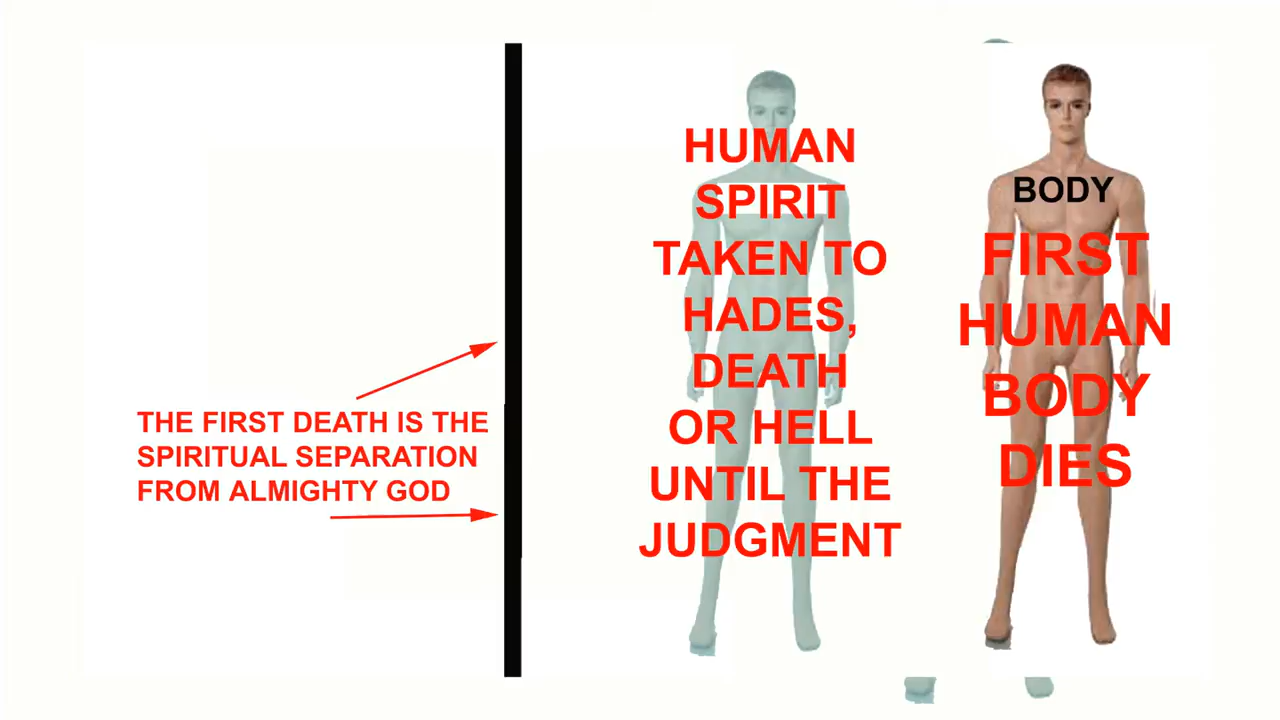 THE FIRST DEATH IS THE
SPIRITUAL SEPARATION
FROM ALMIGHTY GOD
HUMAN
SPIRIT
TAKEN TO
HADES,
DEATH
OR HELL
UNTIL THE
JUDGMENT
BODY
FIRST
HUMAN
BODY
DIES